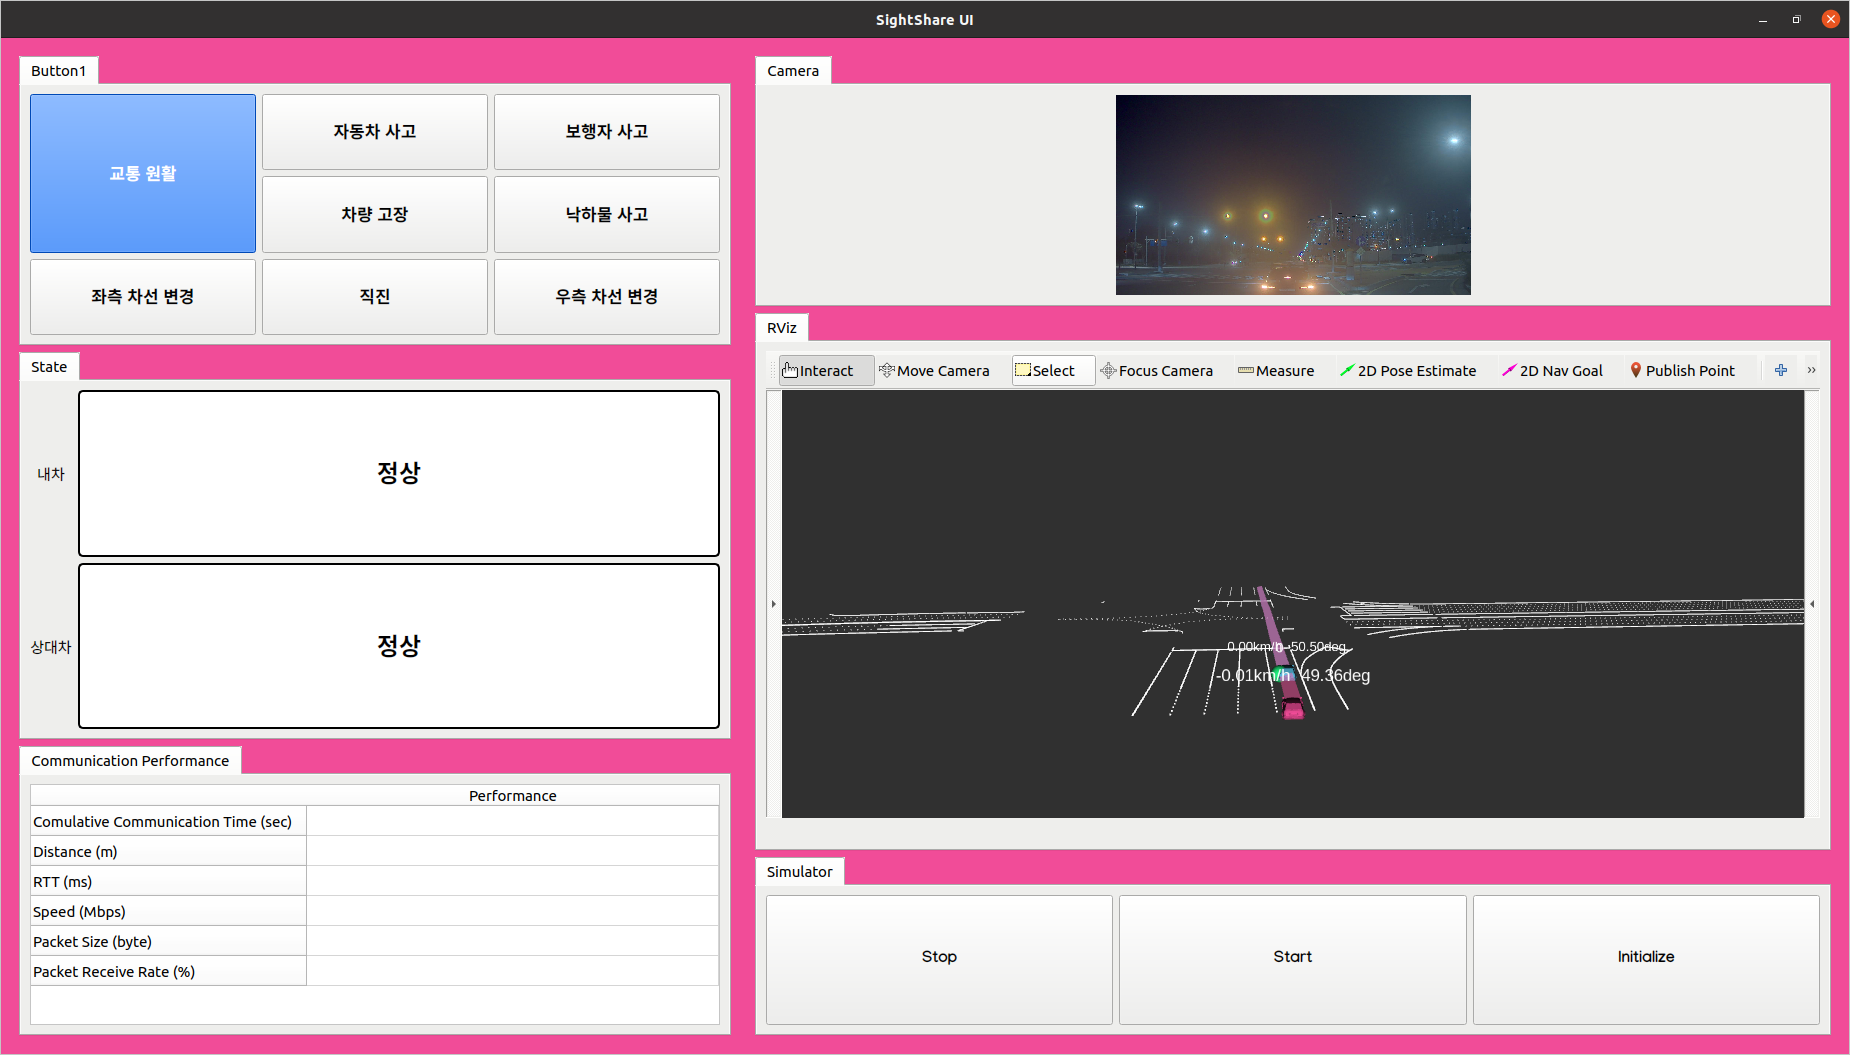 SightShare UI
Button1
교통 원활
자동차 사고
보행자 사고
차량 고장
낙하물 사고
좌측 차선 변경
직진
우측 차선 변경
State
내차
정상
상대차
정상
Communication Performance
Performance
Comulative Communication Time (sec)
Distance (m)
RTT (ms)
Speed (Mbps)
Packet Size (byte)
Packet Receive Rate (%)
Camera
RViz
Interact
Move Camera
Select
Focus Camera
Measure
2D Pose Estimate
2D Nav Goal
Publish Point
»
0.00km/h -50.50deg
-0.01km/h 49.36deg
Simulator
Stop
Start
Initialize